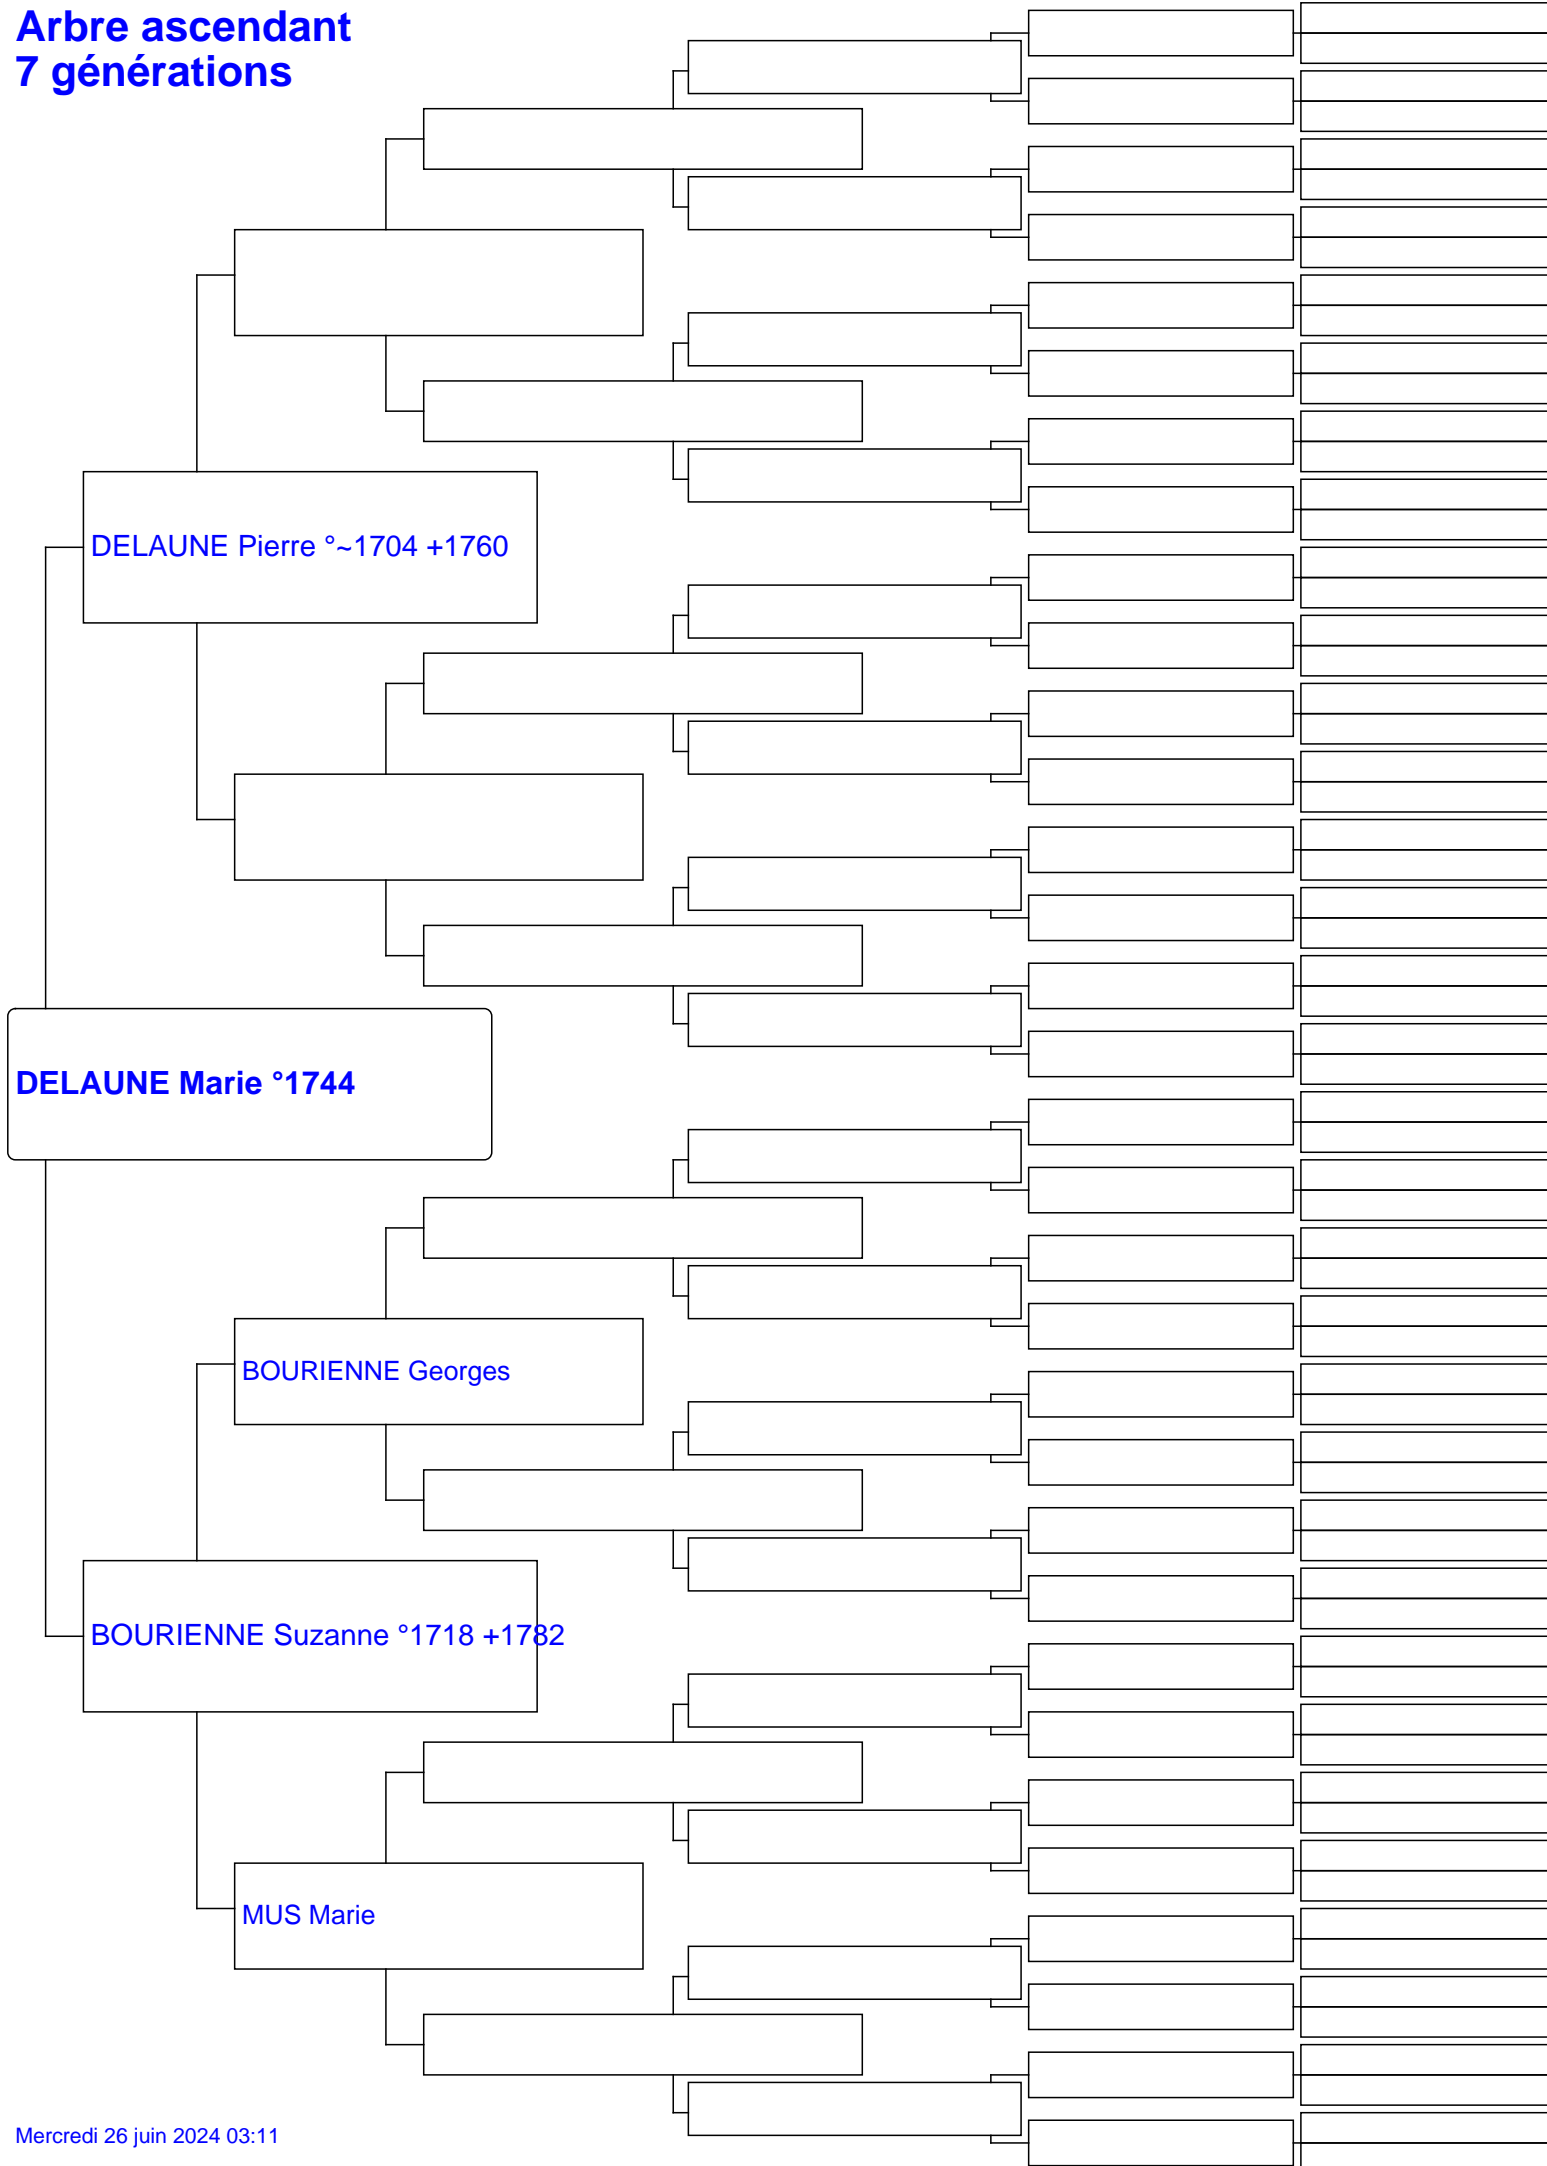 Arbre ascendant
7 générations
DELAUNE Pierre °~1704 +1760
DELAUNE Marie °1744
BOURIENNE Georges
BOURIENNE Suzanne °1718 +1782
MUS Marie
Mercredi 26 juin 2024 03:11